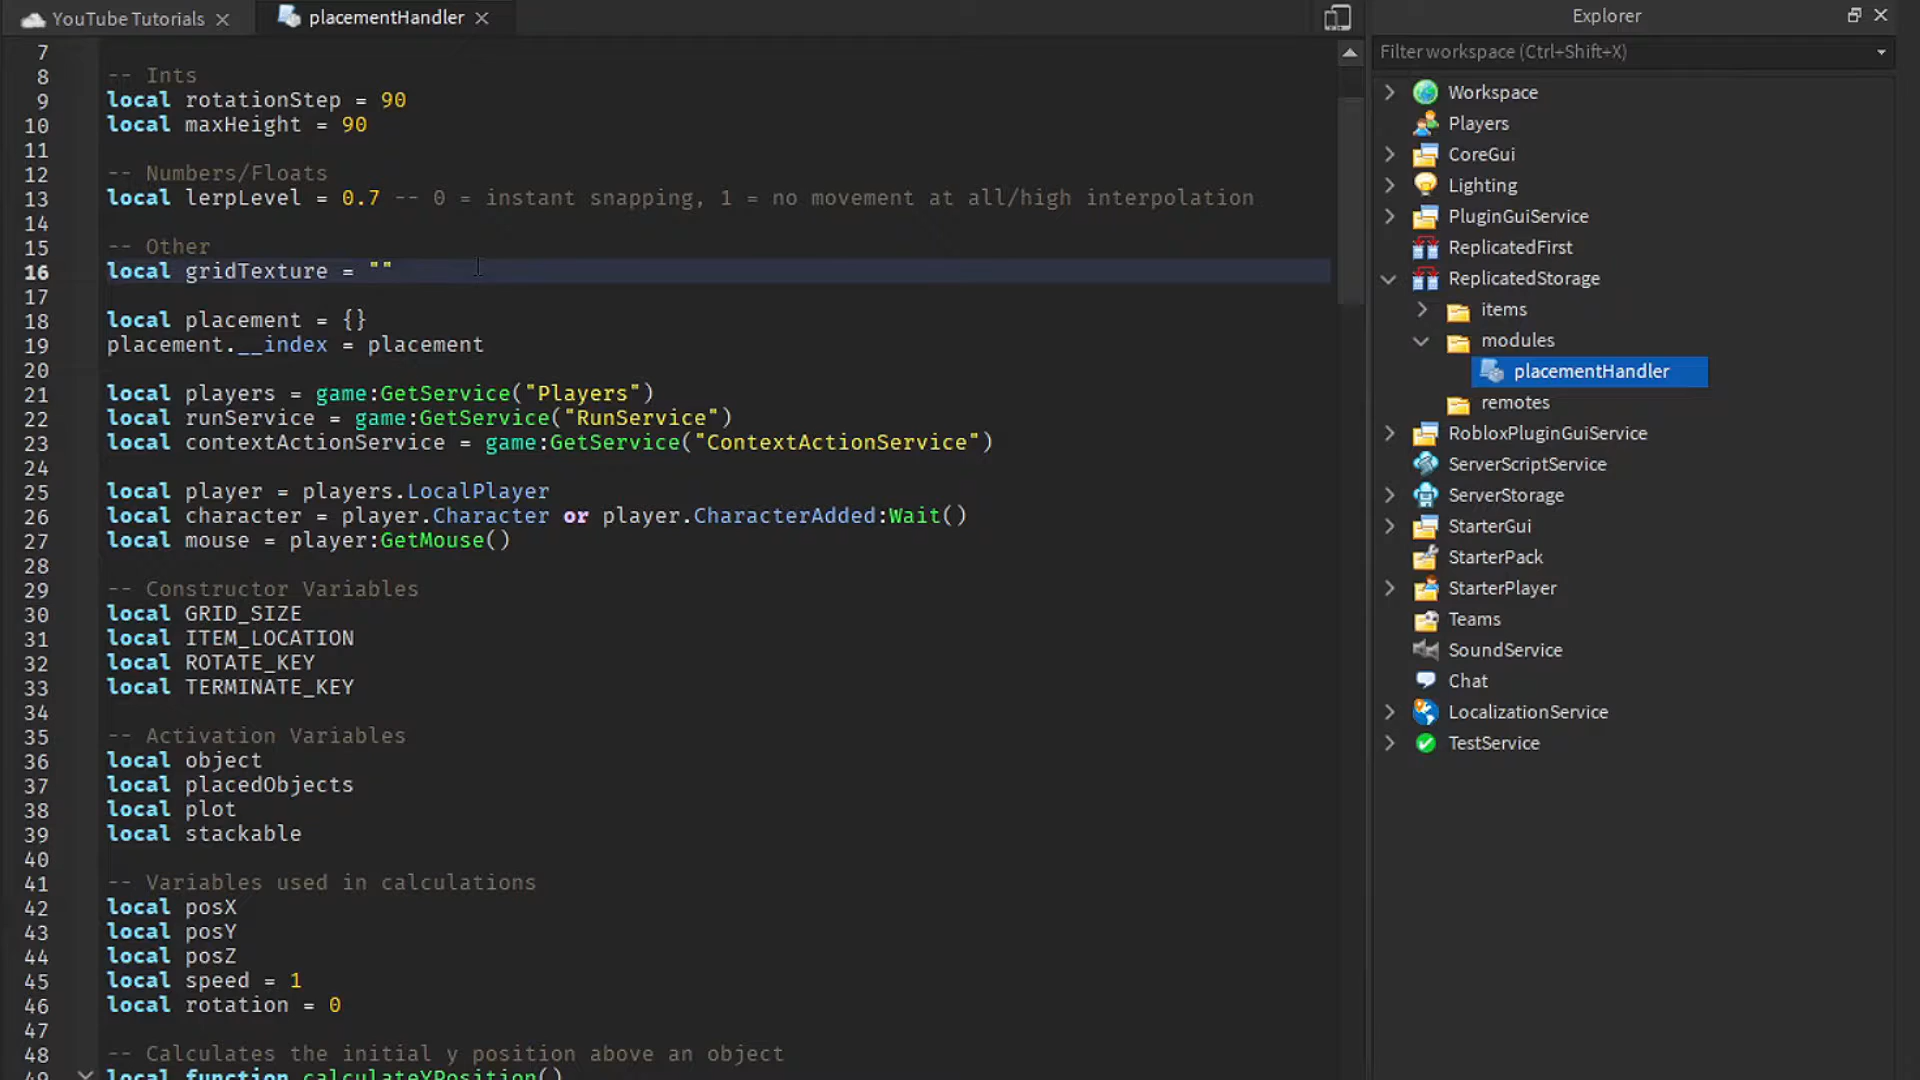 YouTube Tutorials
placementHandler
7
8 -- Ints
9 local rotationStep = 90
10 local maxHeight = 90
11
12 -- Numbers/Floats
13 local lerpLevel = 0.7 -- 0 = instant snapping, 1 = no movement at all/high interpolation
14
15 -- Other
16 local gridTexture = ""
17
18 local placement = {}
19 placement.__index = placement
20
21 local players = game:GetService("Players")
22 local runService = game:GetService("RunService")
23 local contextActionService = game:GetService("ContextActionService")
24
25 local player = players.LocalPlayer
26 local character = player.Character or player.CharacterAdded:Wait()
27 local mouse = player:GetMouse()
28
29 -- Constructor Variables
30 local GRID_SIZE
31 local ITEM_LOCATION
32 local ROTATE_KEY
33 local TERMINATE_KEY
34
35 -- Activation Variables
36 local object
37 local placedObjects
38 local plot
39 local stackable
40
41 -- Variables used in calculations
42 local posX
43 local posY
44 local posZ
45 local speed = 1
46 local rotation = 0
47
48 -- Calculates the initial y position above an object
49 local function calculateYPosition()
Explorer
Filter workspace (Ctrl+Shift+X)
Workspace
Players
CoreGui
Lighting
PluginGuiService
ReplicatedFirst
ReplicatedStorage
items
modules
placementHandler
remotes
RobloxPluginGuiService
ServerScriptService
ServerStorage
StarterGui
StarterPack
StarterPlayer
Teams
SoundService
Chat
LocalizationService
TestService